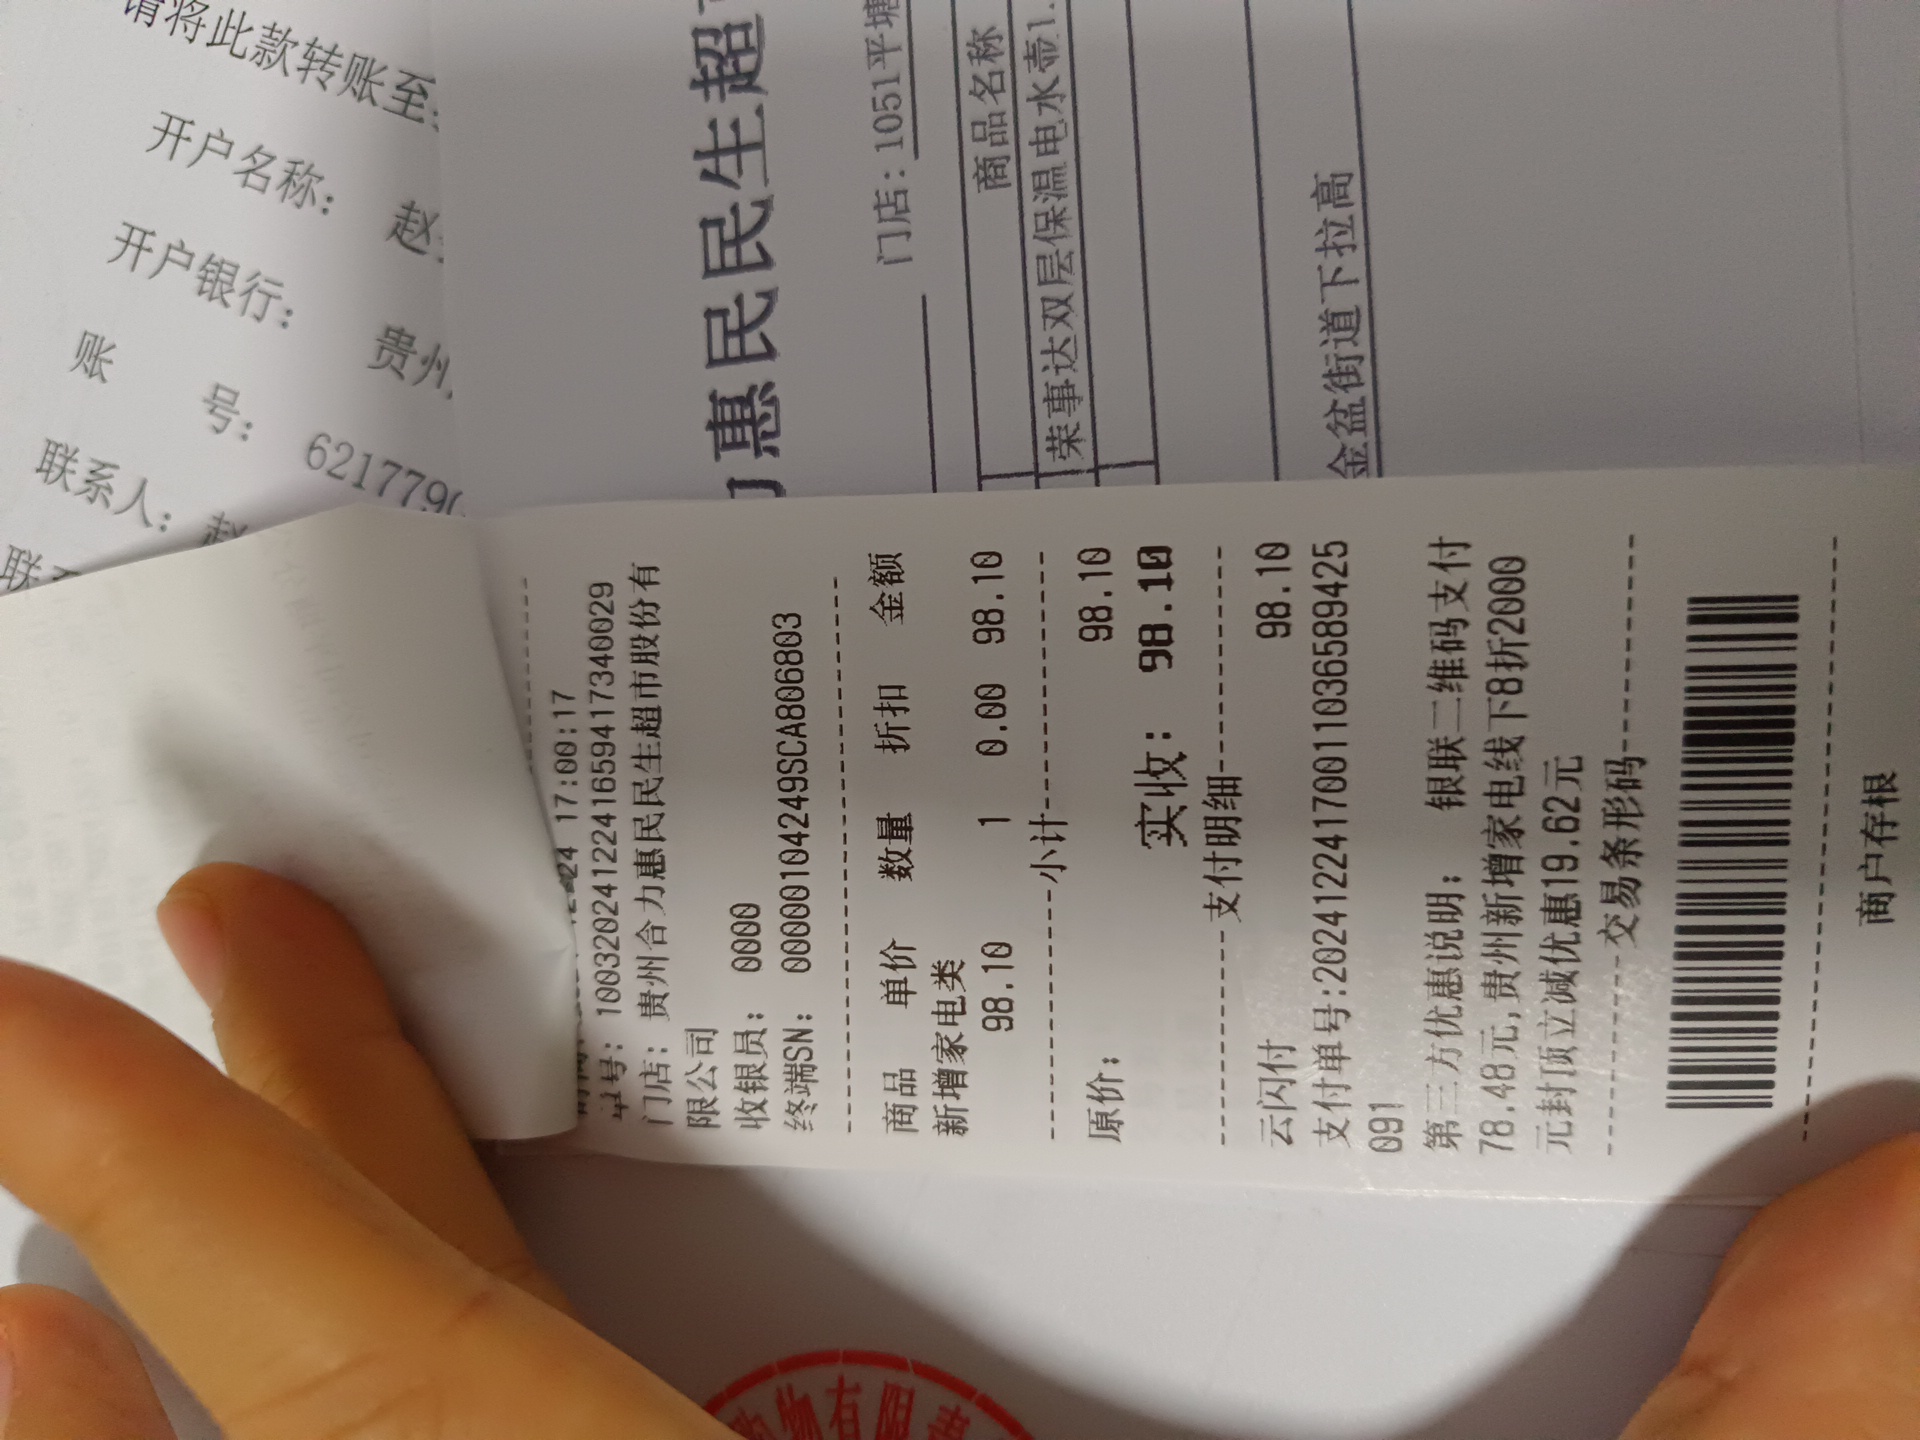 请将此款转账至:
开户名称: 赵
开户银行: 贵州
账 号: 6217790
联系人: 赵
惠民民生超
门店: 1051平塘
商品名称
荣事达双层保温电水壶1.
金盆街道下拉高
24 17:00:17
单号: 10032024122416594173400​29
门店: 贵州合力惠民民生超市股份有
限公司
收银员: 0000
终端SN: 00000104249SCA806803
商品 单价 数量 折扣 金额
新增家电类
98.10 1 0.00 98.10
小计
原价: 98.10
实收: 98.10
支付明细
云闪付 98.10
支付单号:20241224170011036589425
091
第三方优惠说明: 银联二维码支付
78.48元,贵州新增家电线下8折2000
元封顶立减优惠19.62元
交易条形码
商户存根